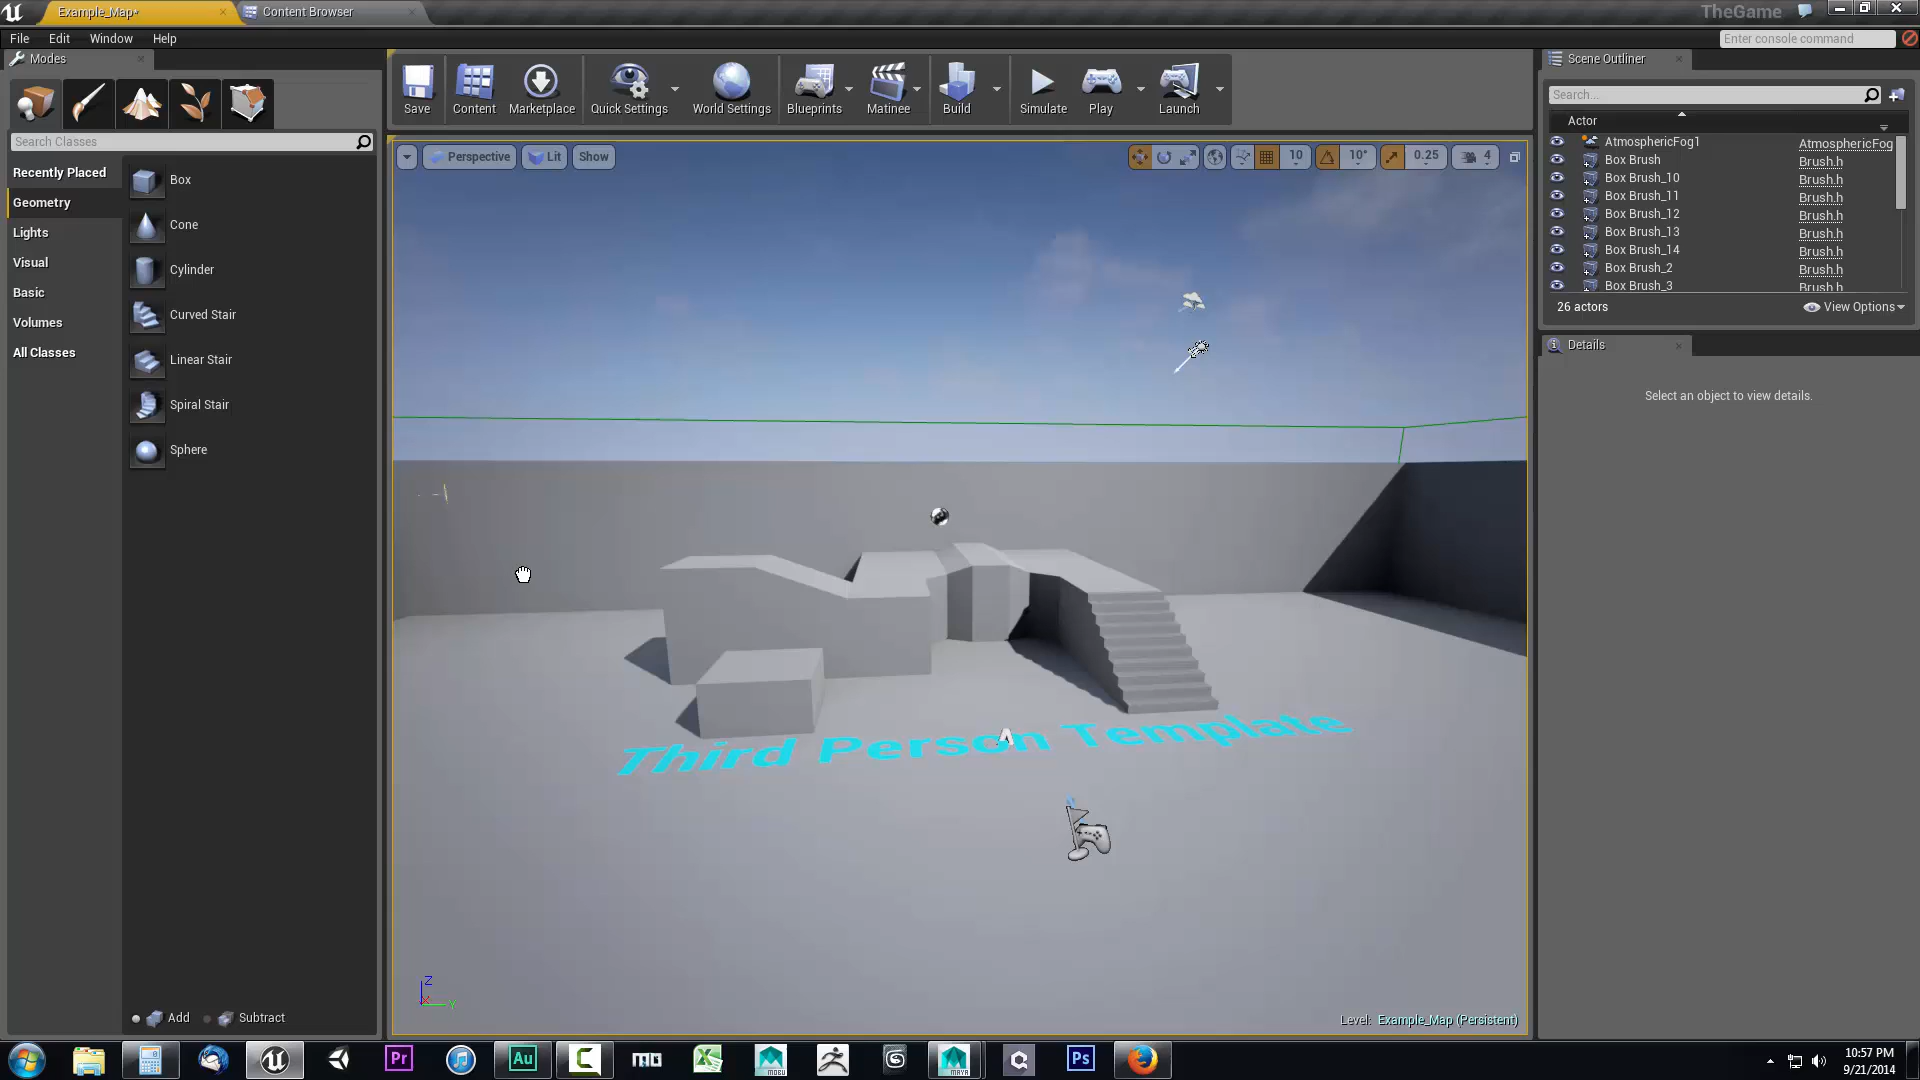 Example_Map*
Content Browser
TheGame
File Edit Window Help
Enter console command
Modes
Search Classes
Recently Placed
Geometry
Lights
Visual
Basic
Volumes
All Classes
Box
Cone
Cylinder
Curved Stair
Linear Stair
Spiral Stair
Sphere
Add
Subtract
Save
Content
Marketplace
Quick Settings
World Settings
Blueprints
Matinee
Build
Simulate
Play
Launch
Perspective
Lit
Show
10
10°
0.25
4
Third Person Template
Z
X
Y
Level: Example_Map (Persistent)
Scene Outliner
Search...
Actor
AtmosphericFog1 AtmosphericFog
Box Brush Brush.h
Box Brush_10 Brush.h
Box Brush_11 Brush.h
Box Brush_12 Brush.h
Box Brush_13 Brush.h
Box Brush_14 Brush.h
Box Brush_2 Brush.h
Box Brush_3 Brush.h
26 actors
View Options
Details
Select an object to view details.
Pr
Au
MOBU
MAYA
Ps
10:57 PM
9/21/2014